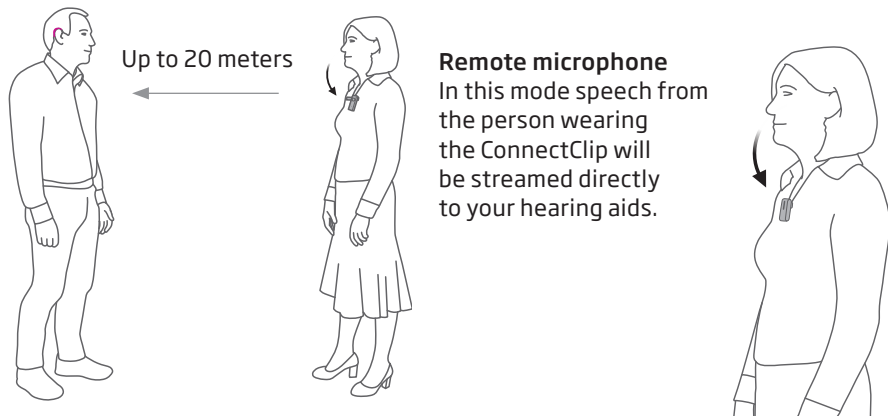 Up to 20 meters
Remote microphone
In this mode speech from
the person wearing
the ConnectClip will
be streamed directly
to your hearing aids.